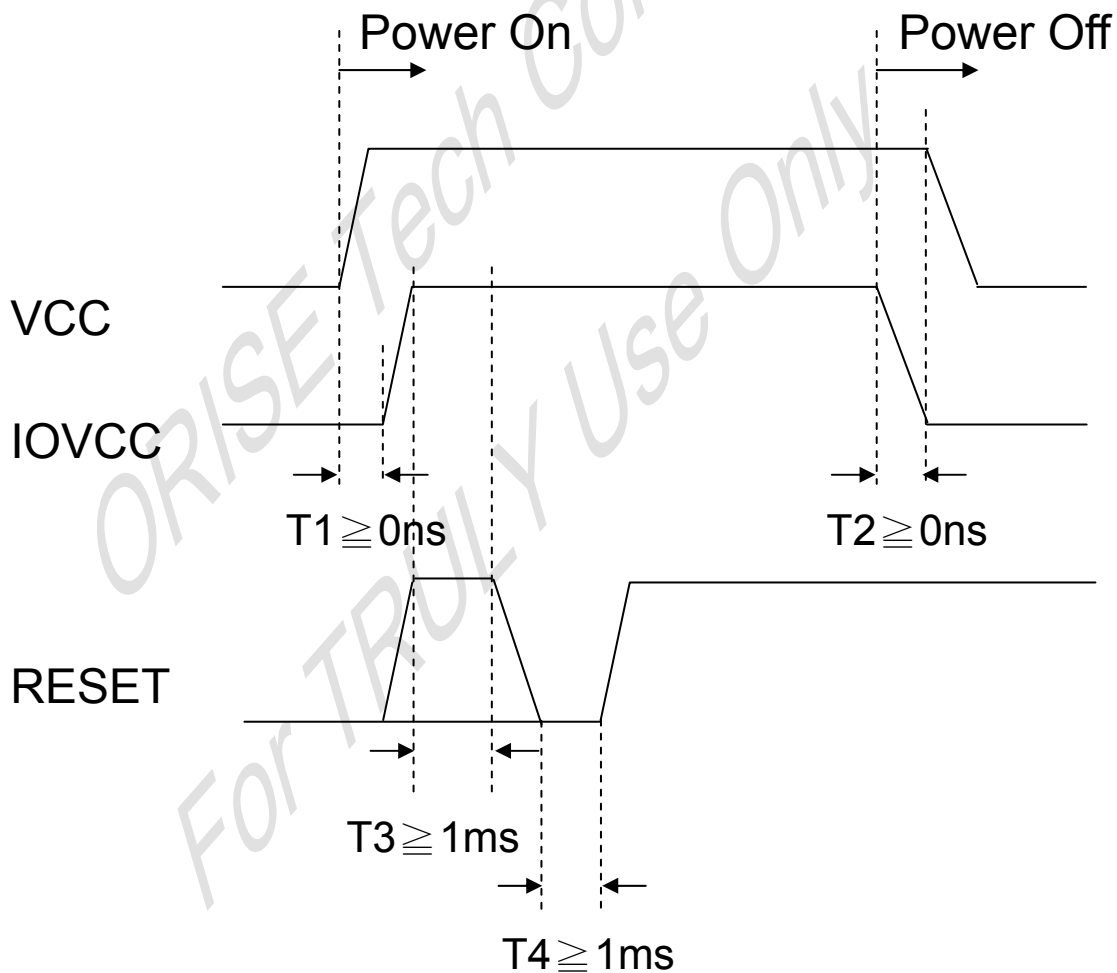 Power On
Power Off
VCC
IOVCC
T1≧0ns
T2≧0ns
RESET
T3≧1ms
T4≧1ms
ORISE Tech
For TRULY Use Only